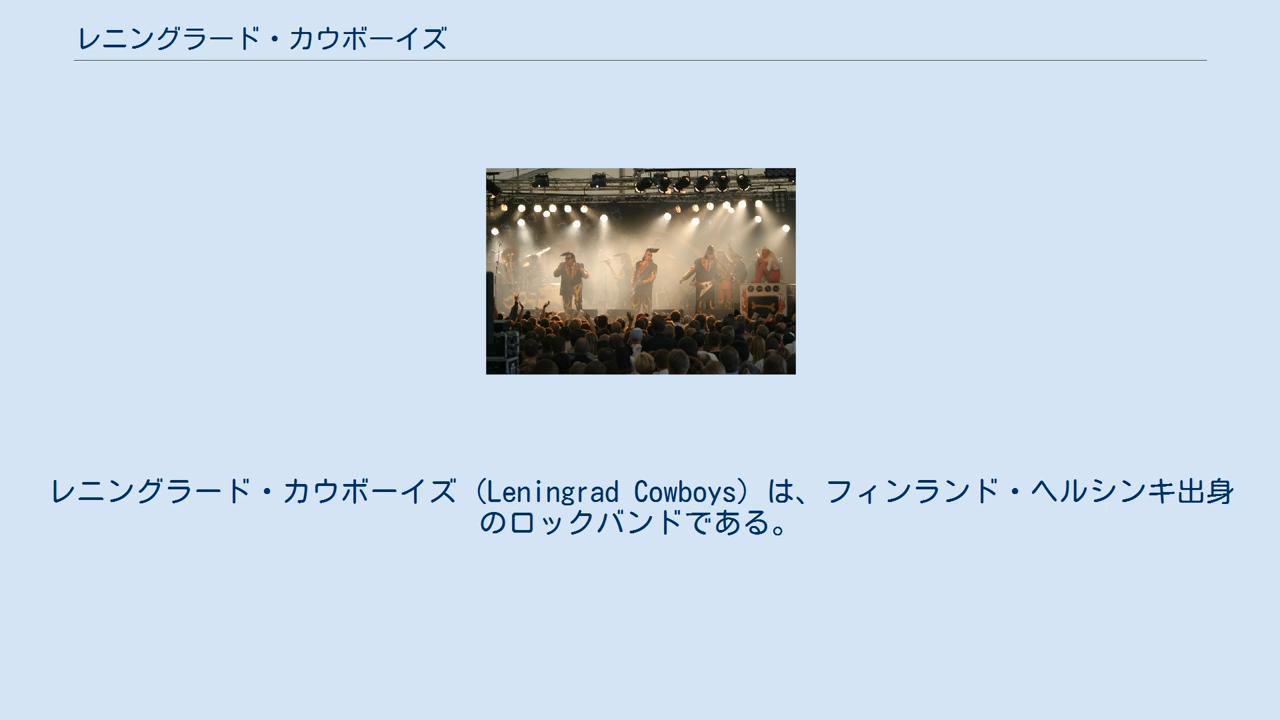 レニングラード・カウボーイズ
レニングラード・カウボーイズ（Leningrad Cowboys）は、フィンランド・ヘルシンキ出身
のロックバンドである。